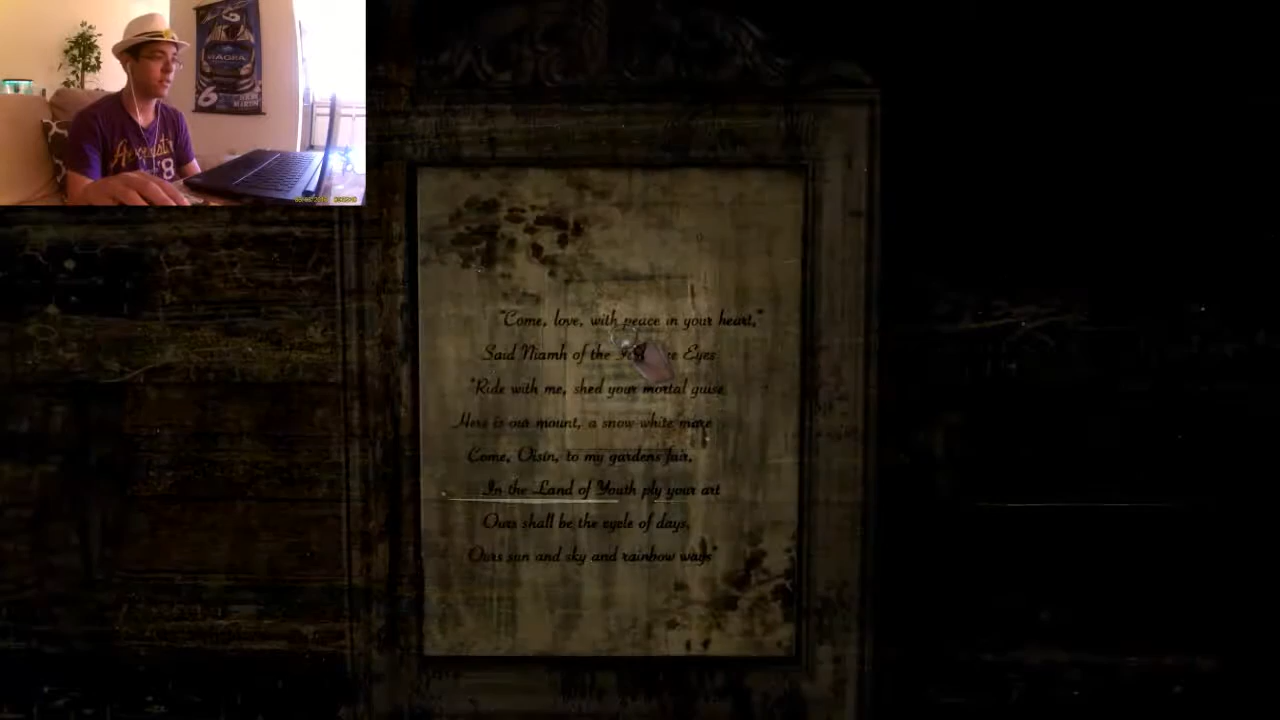 6
"Come, love, with peace in your heart,"
Said Niamh of the Eyes
"Ride with me, shed your mortal guise
Here is our mount, a snow-white mare
Come, Oisin, to my gardens fair,
In the Land of Youth ply your art
Ours shall be the cycle of days,
Ours sun and sky and rainbow ways"